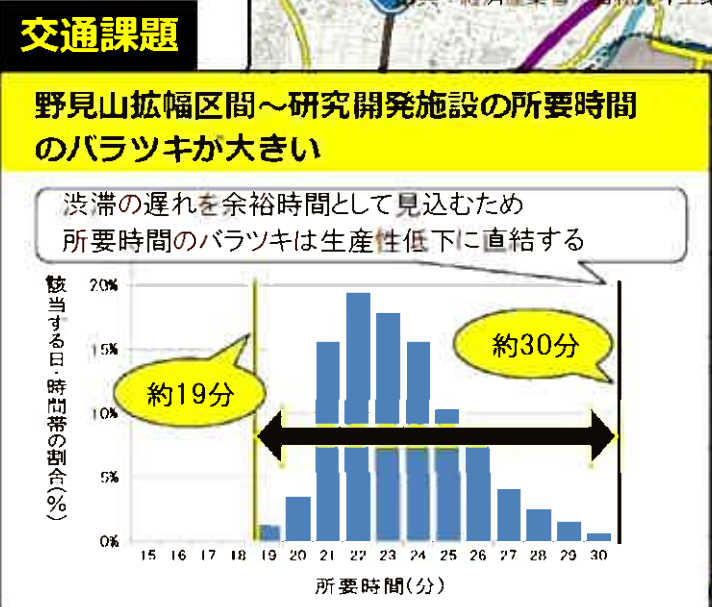 交通課題
野見山拡幅区間～研究開発施設の所要時間
のバラツキが大きい
渋滞の遅れを余裕時間として見込むため
所要時間のバラツキは生産性低下に直結する
該当する日・時間帯の割合(%)
20%
15%
10%
5%
0%
約19分
約30分
15 16 17 18 19 20 21 22 23 24 25 26 27 28 29 30
所要時間(分)